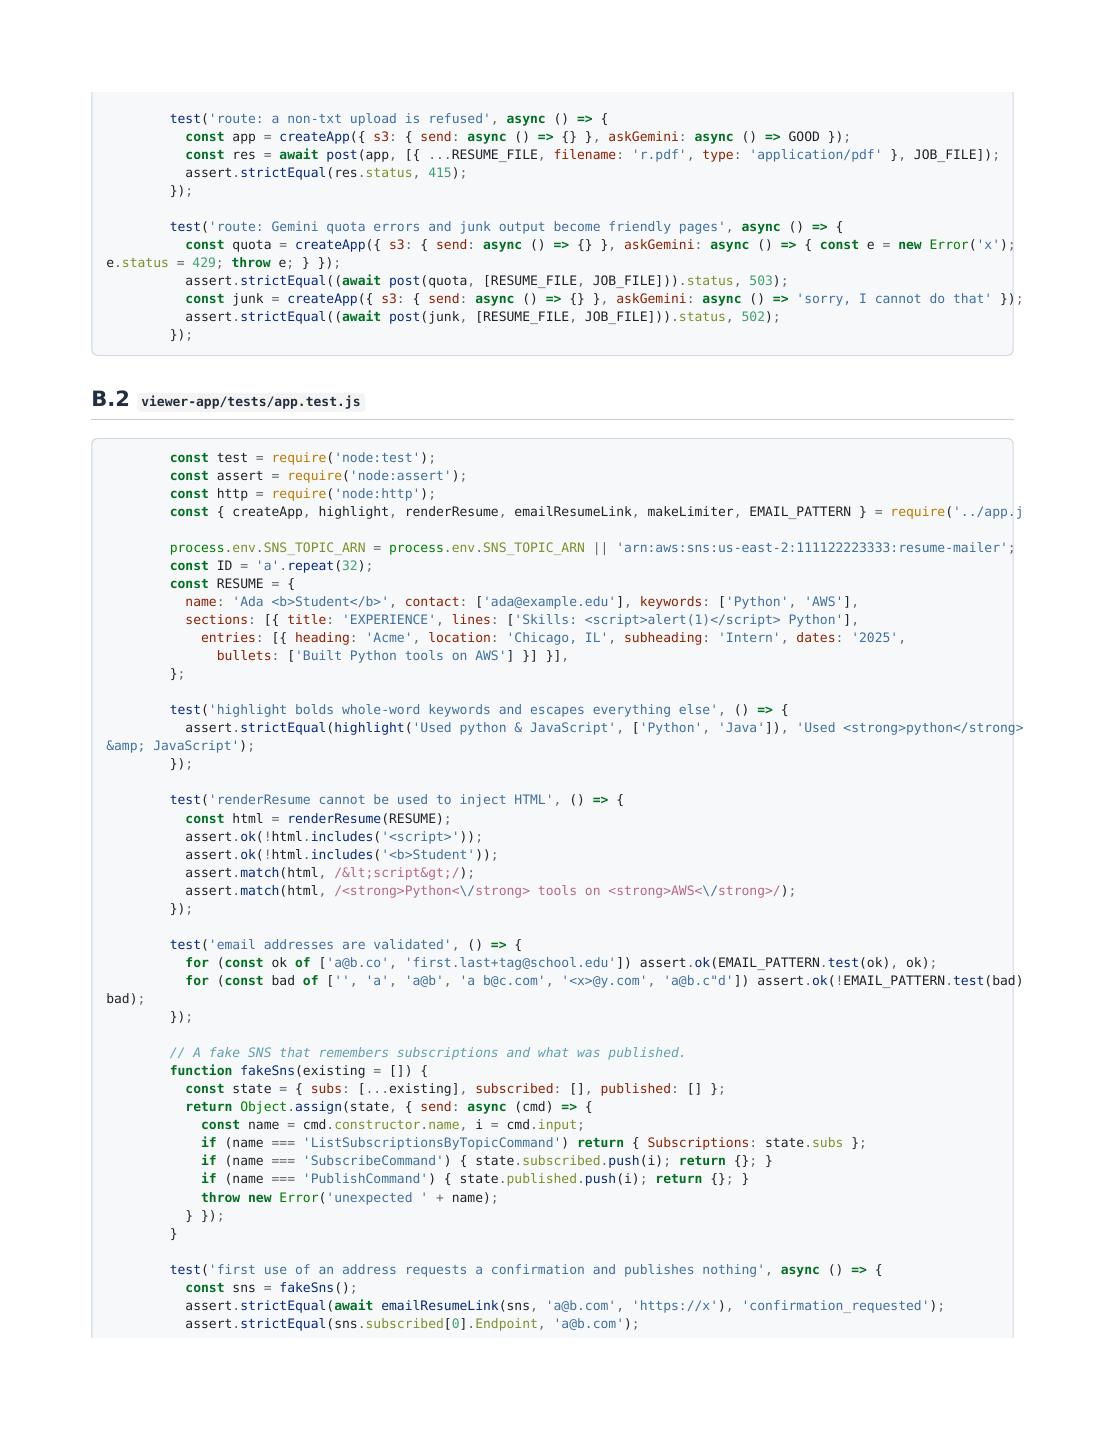 test('route: a non-txt upload is refused', async () => {
const app = createApp({ s3: { send: async () => {} }, askGemini: async () => GOOD });
const res = await post(app, [{ ...RESUME_FILE, filename: 'r.pdf', type: 'application/pdf' }, JOB_FILE]);
assert.strictEqual(res.status, 415);
});
test('route: Gemini quota errors and junk output become friendly pages', async () => {
const quota = createApp({ s3: { send: async () => {} }, askGemini: async () => { const e = new Error('x');
e.status = 429; throw e; } });
assert.strictEqual((await post(quota, [RESUME_FILE, JOB_FILE])).status, 503);
const junk = createApp({ s3: { send: async () => {} }, askGemini: async () => 'sorry, I cannot do that' });
assert.strictEqual((await post(junk, [RESUME_FILE, JOB_FILE])).status, 502);
});
B.2 viewer-app/tests/app.test.js
const test = require('node:test');
const assert = require('node:assert');
const http = require('node:http');
const { createApp, highlight, renderResume, emailResumeLink, makeLimiter, EMAIL_PATTERN } = require('../app.j
process.env.SNS_TOPIC_ARN = process.env.SNS_TOPIC_ARN || 'arn:aws:sns:us-east-2:111122223333:resume-mailer';
const ID = 'a'.repeat(32);
const RESUME = {
name: 'Ada <b>Student</b>', contact: ['ada@example.edu'], keywords: ['Python', 'AWS'],
sections: [{ title: 'EXPERIENCE', lines: ['Skills: <script>alert(1)</script> Python'],
entries: [{ heading: 'Acme', location: 'Chicago, IL', subheading: 'Intern', dates: '2025',
bullets: ['Built Python tools on AWS'] }] }],
};
test('highlight bolds whole-word keywords and escapes everything else', () => {
assert.strictEqual(highlight('Used python & JavaScript', ['Python', 'Java']), 'Used <strong>python</strong>
&amp; JavaScript');
});
test('renderResume cannot be used to inject HTML', () => {
const html = renderResume(RESUME);
assert.ok(!html.includes('<script>'));
assert.ok(!html.includes('<b>Student'));
assert.match(html, /&lt;script&gt;/);
assert.match(html, /<strong>Python<\/strong> tools on <strong>AWS<\/strong>/);
});
test('email addresses are validated', () => {
for (const ok of ['a@b.co', 'first.last+tag@school.edu']) assert.ok(EMAIL_PATTERN.test(ok), ok);
for (const bad of ['', 'a', 'a@b', 'a b@c.com', '<x>@y.com', 'a@b.c"d']) assert.ok(!EMAIL_PATTERN.test(bad)
bad);
});
// A fake SNS that remembers subscriptions and what was published.
function fakeSns(existing = []) {
const state = { subs: [...existing], subscribed: [], published: [] };
return Object.assign(state, { send: async (cmd) => {
const name = cmd.constructor.name, i = cmd.input;
if (name === 'ListSubscriptionsByTopicCommand') return { Subscriptions: state.subs };
if (name === 'SubscribeCommand') { state.subscribed.push(i); return {}; }
if (name === 'PublishCommand') { state.published.push(i); return {}; }
throw new Error('unexpected ' + name);
} });
}
test('first use of an address requests a confirmation and publishes nothing', async () => {
const sns = fakeSns();
assert.strictEqual(await emailResumeLink(sns, 'a@b.com', 'https://x'), 'confirmation_requested');
assert.strictEqual(sns.subscribed[0].Endpoint, 'a@b.com');